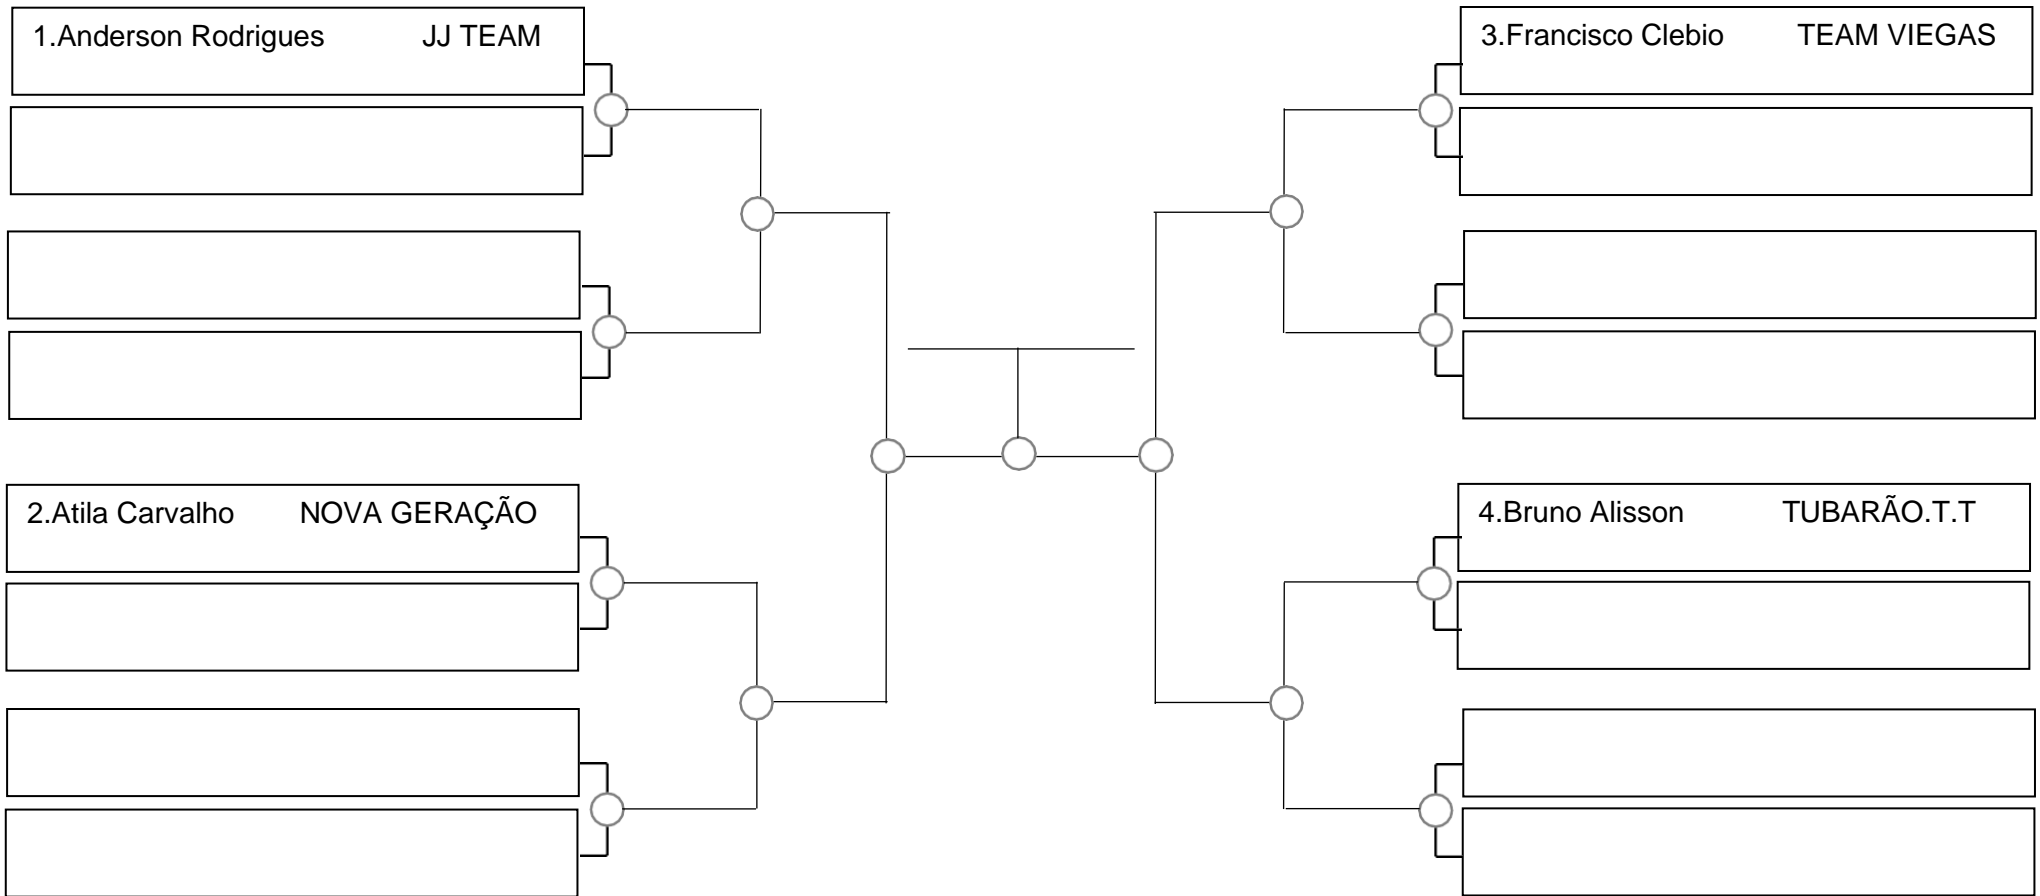 1.Anderson Rodrigues JJ TEAM
2.Atila Carvalho NOVA GERAÇÃO
3.Francisco Clebio TEAM VIEGAS
4.Bruno Alisson TUBARÃO.T.T